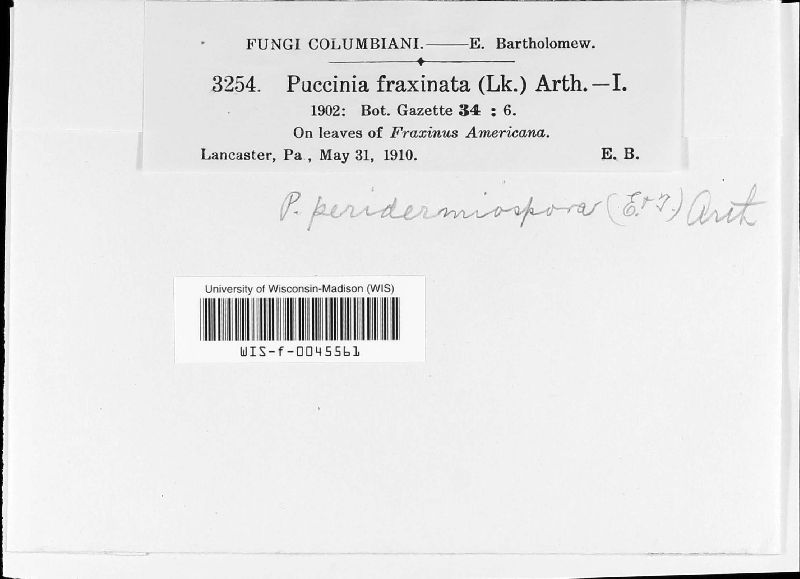 FUNGI COLUMBIANI.——E. Bartholomew.
3254. Puccinia fraxinata (Lk.) Arth.—I.
1902: Bot. Gazette 34 : 6.
On leaves of Fraxinus Americana.
Lancaster, Pa., May 31, 1910. E. B.
P. peridermiospora (E. & T.) Arth
University of Wisconsin-Madison (WIS)
WIS-f-0045561